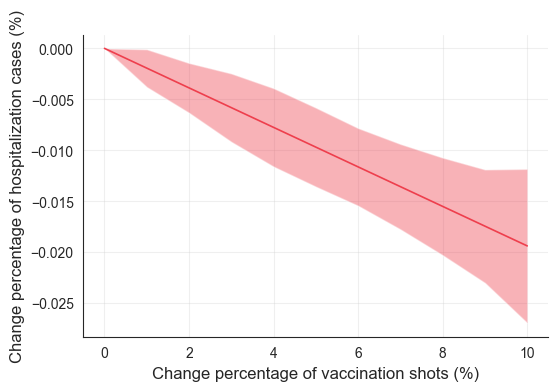 Change percentage of hospitalization cases (%)
0.000
−0.005
−0.010
−0.015
−0.020
−0.025
0 2 4 6 8 10
Change percentage of vaccination shots (%)